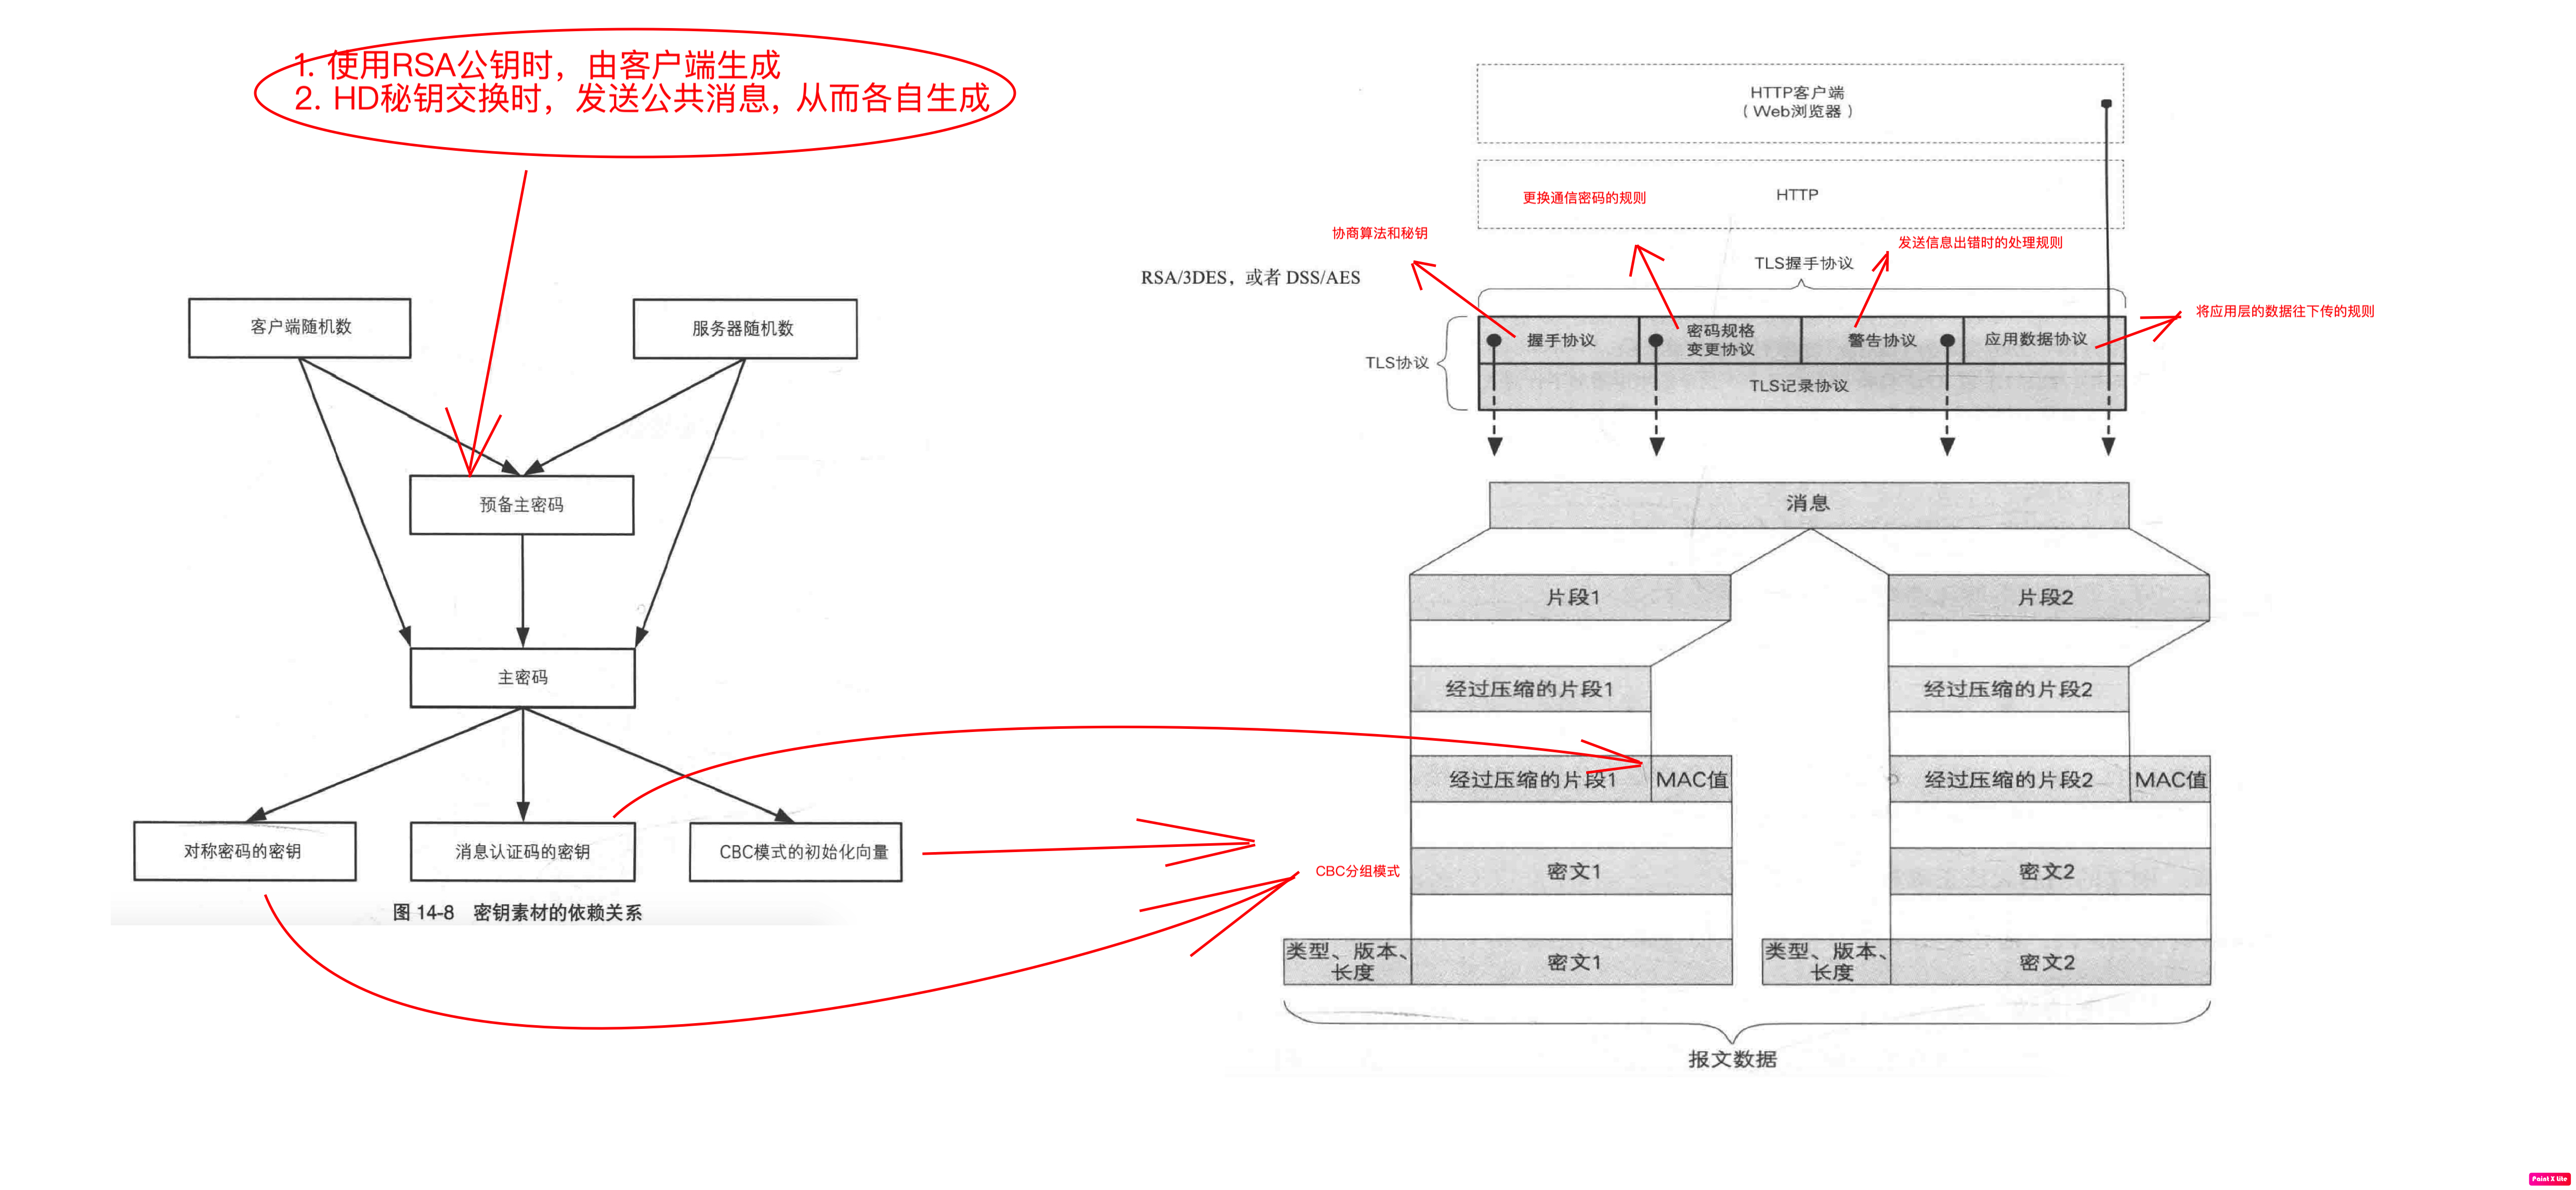 1. 使用RSA公钥时，由客户端生成
2. HD秘钥交换时，发送公共消息，从而各自生成
客户端随机数
服务器随机数
预备主密码
主密码
对称密码的密钥
消息认证码的密钥
CBC模式的初始化向量
图 14-8 密钥素材的依赖关系
HTTP客户端
（Web浏览器）
更换通信密码的规则
HTTP
协商算法和秘钥
发送信息出错时的处理规则
RSA/3DES，或者 DSS/AES
TLS握手协议
将应用层的数据往下传的规则
TLS协议
握手协议
密码规格
变更协议
警告协议
应用数据协议
TLS记录协议
消息
片段1
片段2
经过压缩的片段1
经过压缩的片段2
经过压缩的片段1
MAC值
经过压缩的片段2
MAC值
CBC分组模式
密文1
密文2
类型、版本、
长度
密文1
类型、版本、
长度
密文2
报文数据
Paint X lite